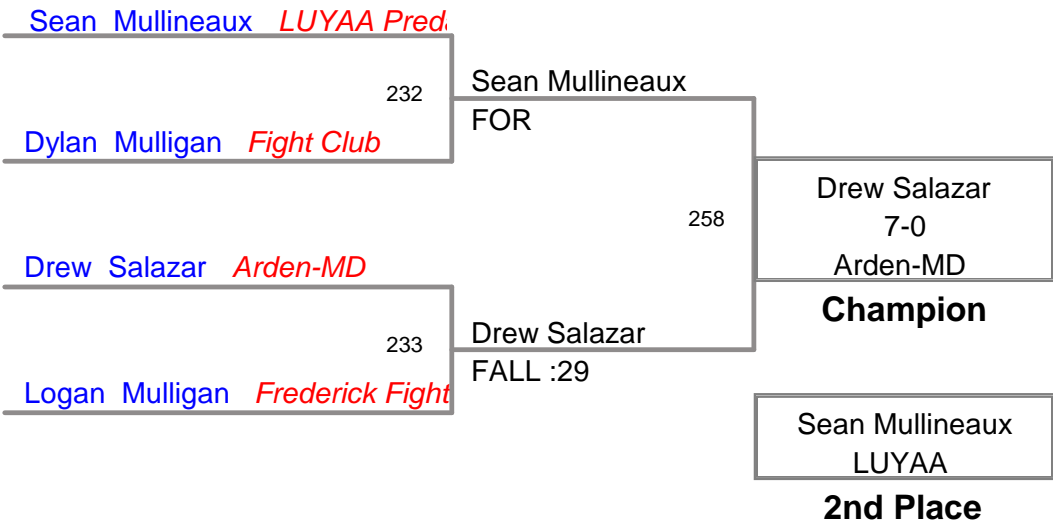 Sean Mullineaux LUYAA Preda
232
Sean Mullineaux
FOR
Dylan Mulligan Fight Club
258
Drew Salazar
7-0
Arden-MD
Champion
Drew Salazar Arden-MD
233
Drew Salazar
FALL :29
Logan Mulligan Frederick Fight
Sean Mullineaux
LUYAA
2nd Place